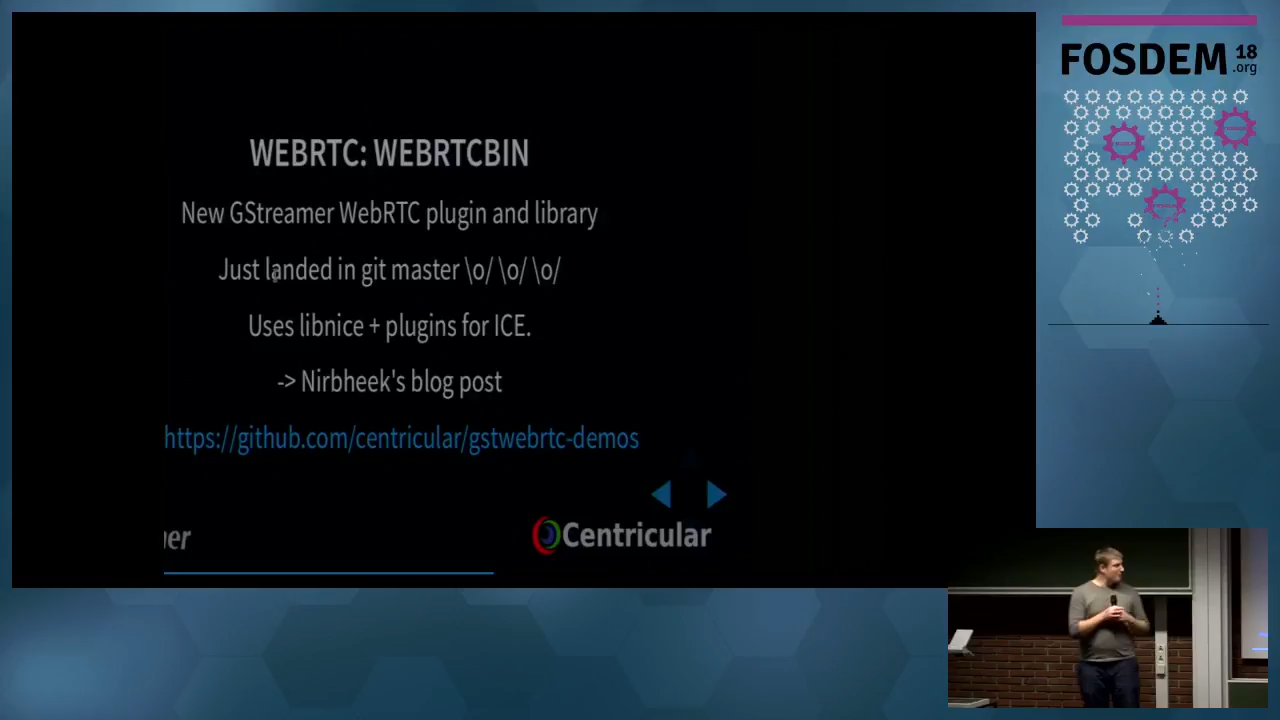 WEBRTC: WEBRTCBIN
New GStreamer WebRTC plugin and library
Just landed in git master \o/ \o/ \o/
Uses libnice + plugins for ICE.
-> Nirbheek's blog post
https://github.com/centricular/gstwebrtc-demos
Centricular
FOSDEM 18
.org